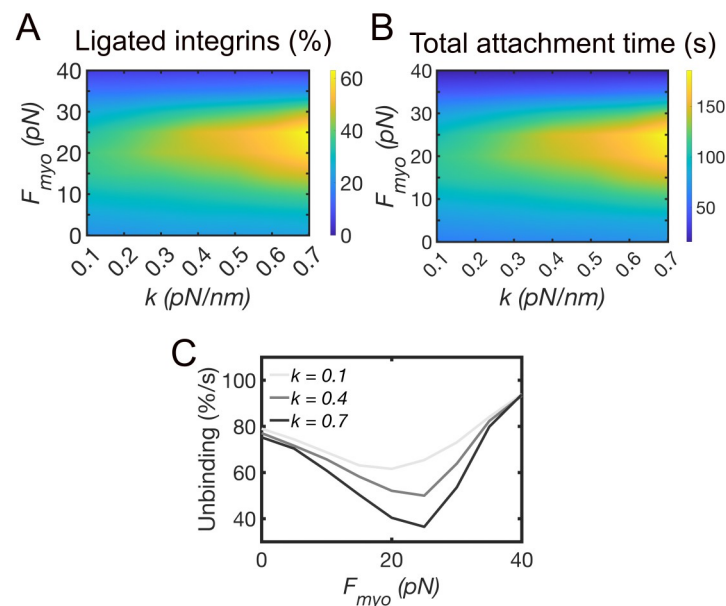 A
Ligated integrins (%)
40
30
20
10
0
F_myo (pN)
0.1
0.2
0.3
0.4
0.5
0.6
0.7
k (pN/nm)
60
40
20
0
B
Total attachment time (s)
40
30
20
10
0
F_myo (pN)
0.1
0.2
0.3
0.4
0.5
0.6
0.7
k (pN/nm)
150
100
50
C
k = 0.1
k = 0.4
k = 0.7
100
80
60
40
Unbinding (%/s)
0
20
40
F_myo (pN)